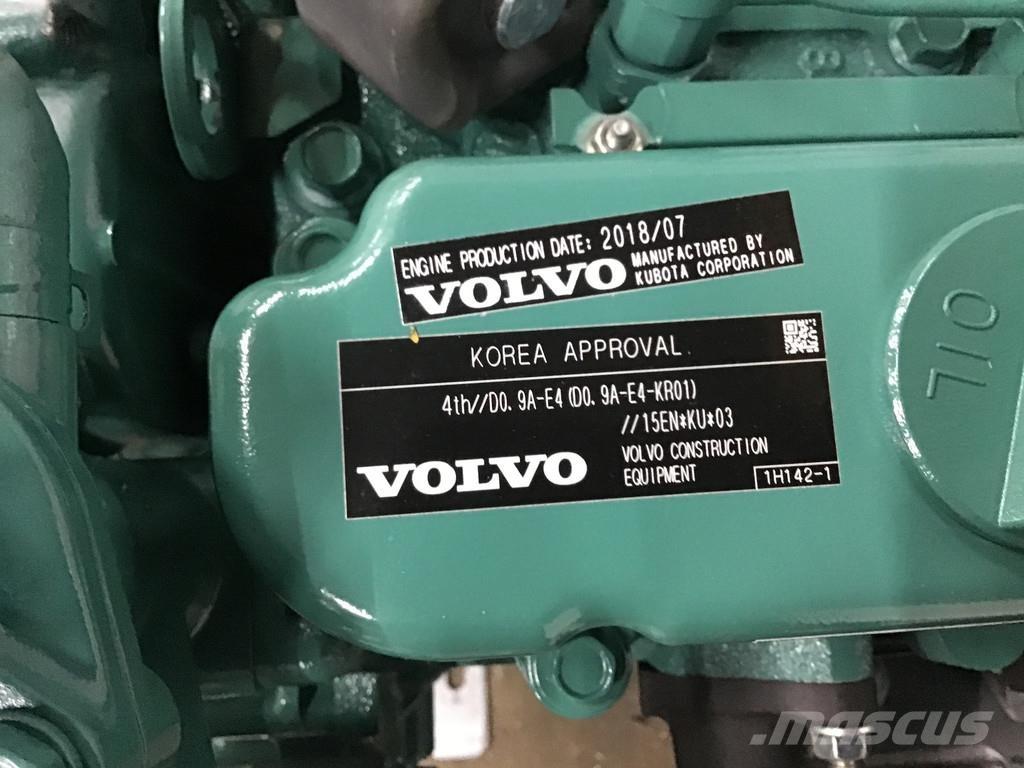 8
ENGINE PRODUCTION DATE: 2018/07
VOLVO MANUFACTURED BY
KUBOTA CORPORATION
KOREA APPROVAL.
4th//D0.9A-E4(D0.9A-E4-KR01)
//15EN*KU*03
VOLVO VOLVO CONSTRUCTION
EQUIPMENT
1H142-1
OIL
mascus